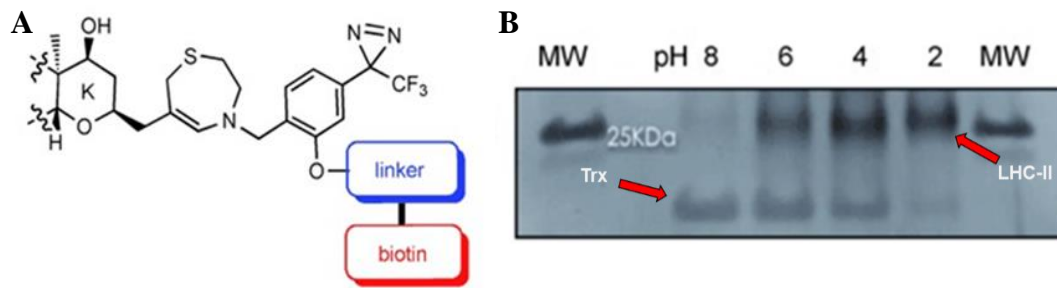 A
OH
K
O
H
S
N
N=N
CF3
O
linker
biotin
B
MW pH 8 6 4 2 MW
25KDa
Trx
LHC-II